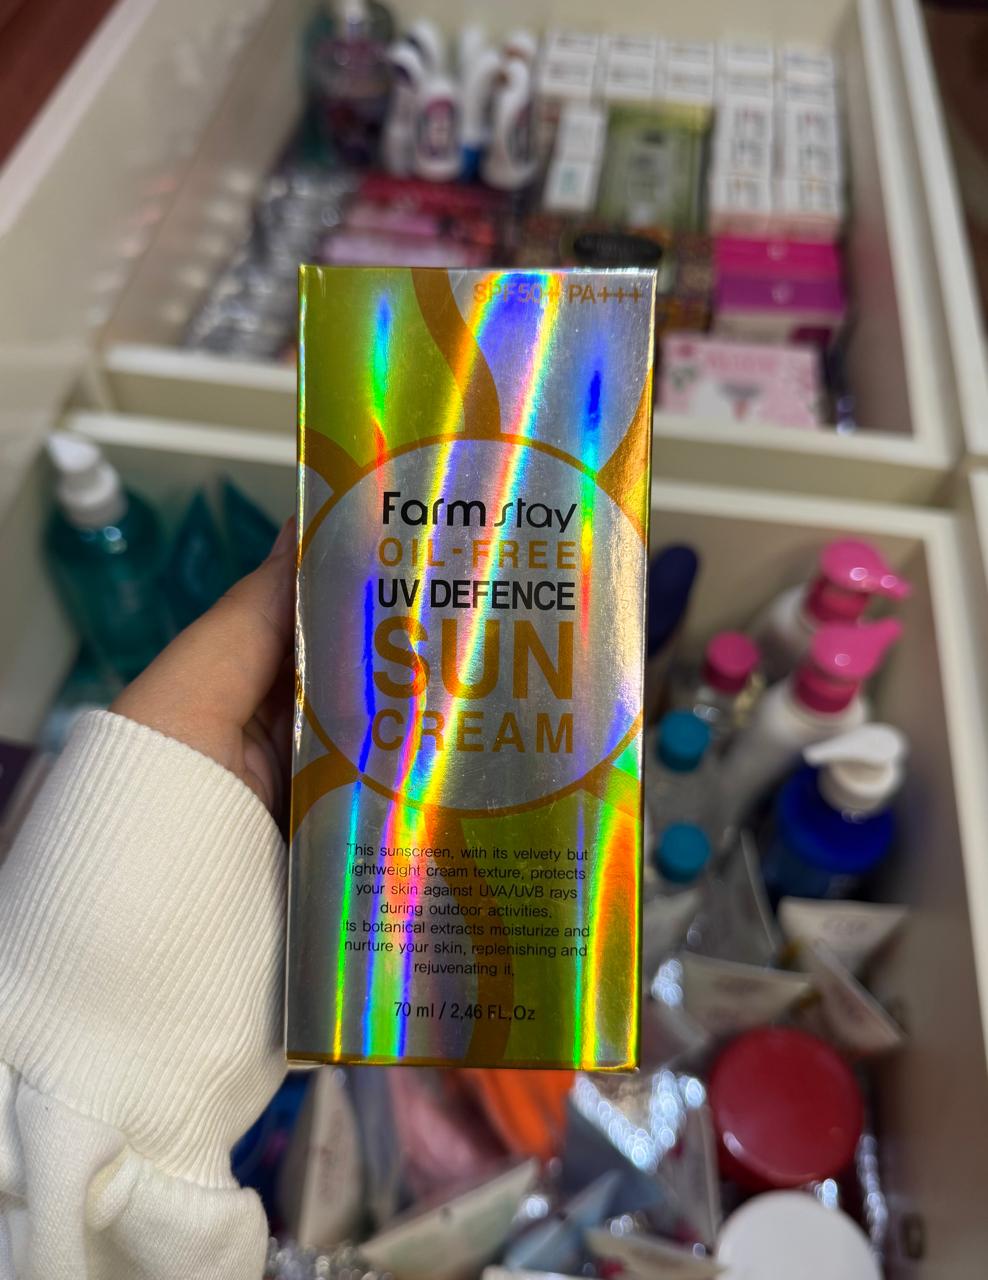 SPF50+ PA+++
Farm stay
OIL-FREE
UV DEFENCE
SUN
CREAM
This sunscreen, with its velvety but
lightweight cream texture, protects
your skin against UVA/UVB rays
during outdoor activities.
Its botanical extracts moisturize and
nurture your skin, replenishing and
rejuvenating it.
70 ml / 2.46 FL.Oz